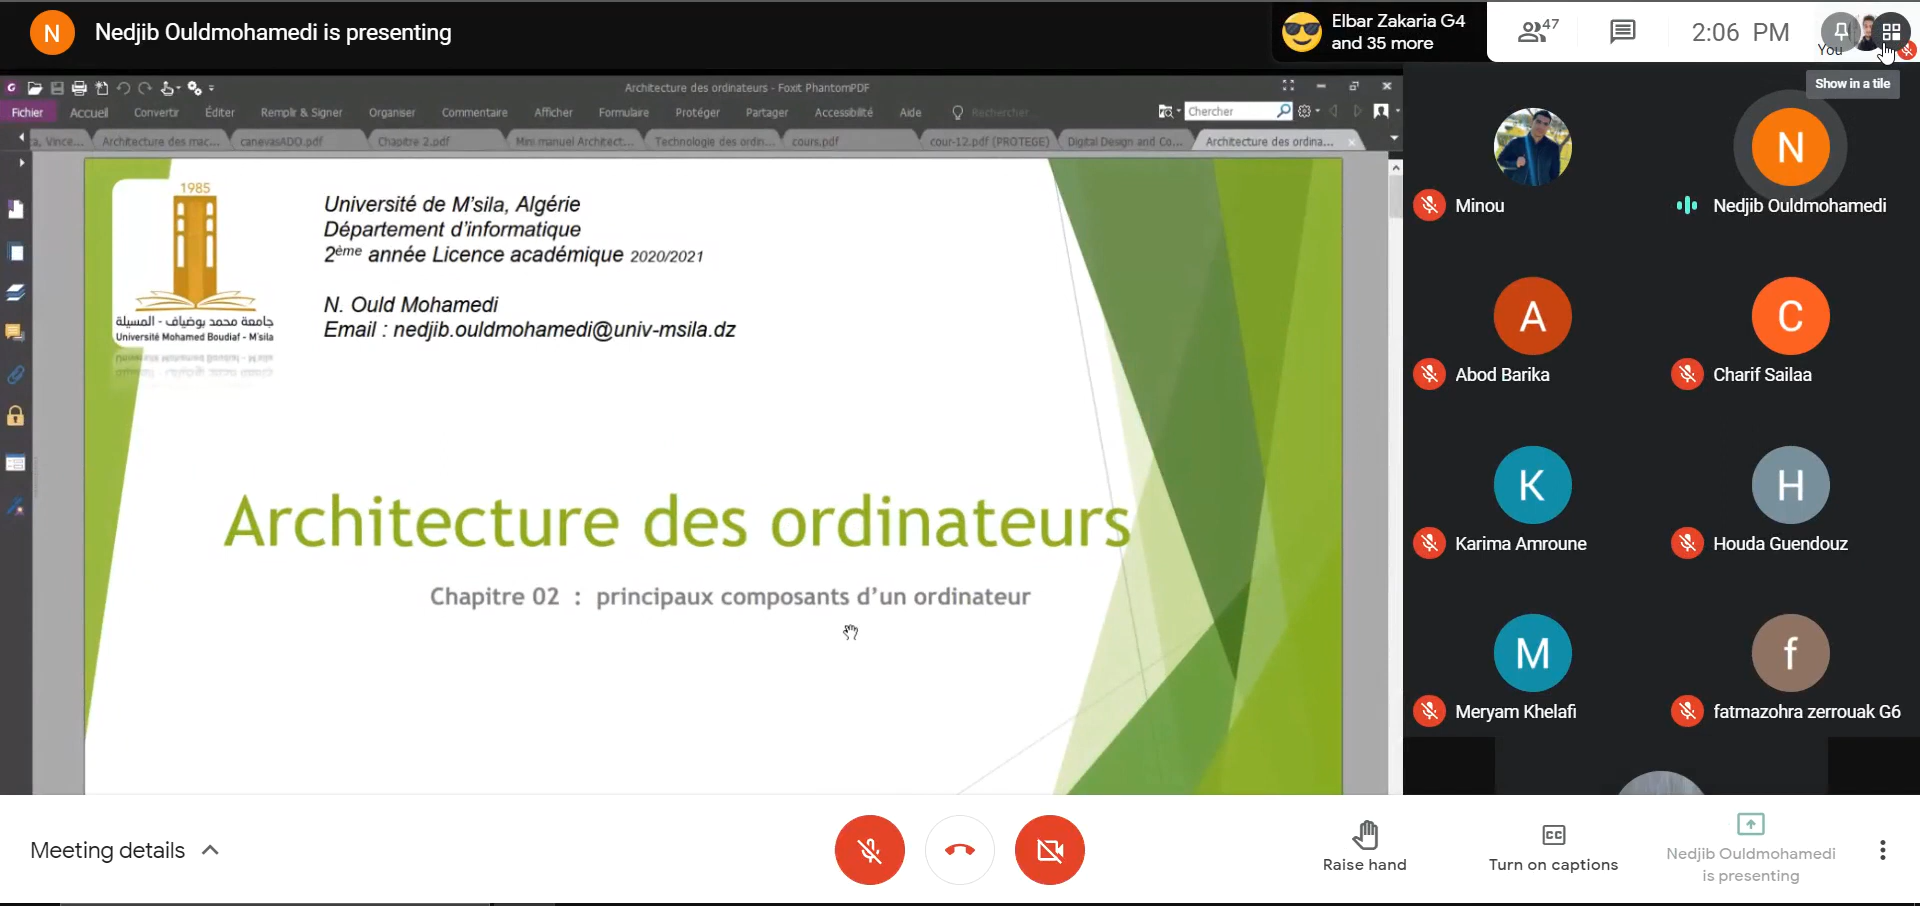 N
Nedjib Ouldmohamedi is presenting
Elbar Zakaria G4
and 35 more
47
2:06 PM
You
Show in a tile
Architecture des ordinateurs - Foxit PhantomPDF
Fichier Accueil Convertir Éditer Remplir & Signer Organiser Commentaire Afficher Formulaire Protéger Partager Accessibilité Aide Rechercher... Chercher
Vince... Architecture des mac... canevasADO.pdf Chapitre 2.pdf Mini manuel Architect... Technologie des ordin... cours.pdf cour-12.pdf (PROTEGE) Digital Design and Co... Architecture des ordina...
1985
جامعة محمد بوضياف - المسيلة
Université Mohamed Boudiaf - M'sila
Université de M'sila, Algérie
Département d'informatique
2ème année Licence académique 2020/2021
N. Ould Mohamedi
Email : nedjib.ouldmohamedi@univ-msila.dz
Architecture des ordinateurs
Chapitre 02 : principaux composants d'un ordinateur
Minou
N
Nedjib Ouldmohamedi
A
Abod Barika
C
Charif Sailaa
K
Karima Amroune
H
Houda Guendouz
M
Meryam Khelafi
f
fatmazohra zerrouak G6
Meeting details
Raise hand
CC
Turn on captions
Nedjib Ouldmohamedi
is presenting